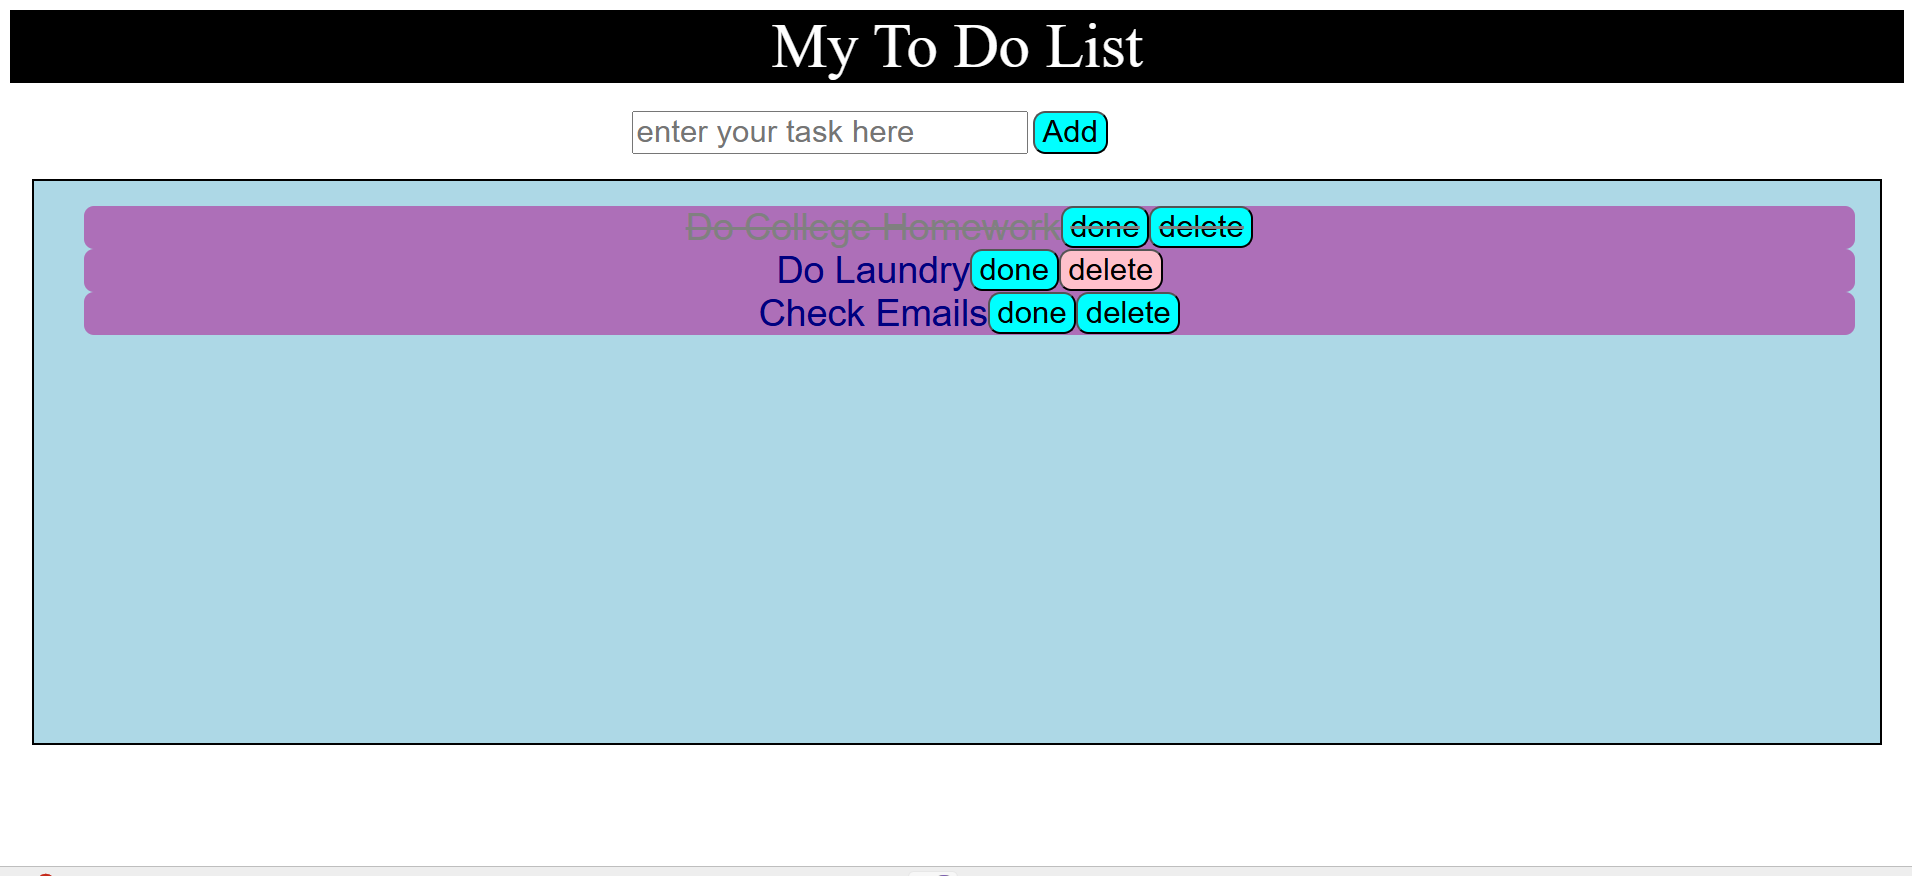 My To Do List
enter your task here Add
Do College Homework done delete
Do Laundry done delete
Check Emails done delete